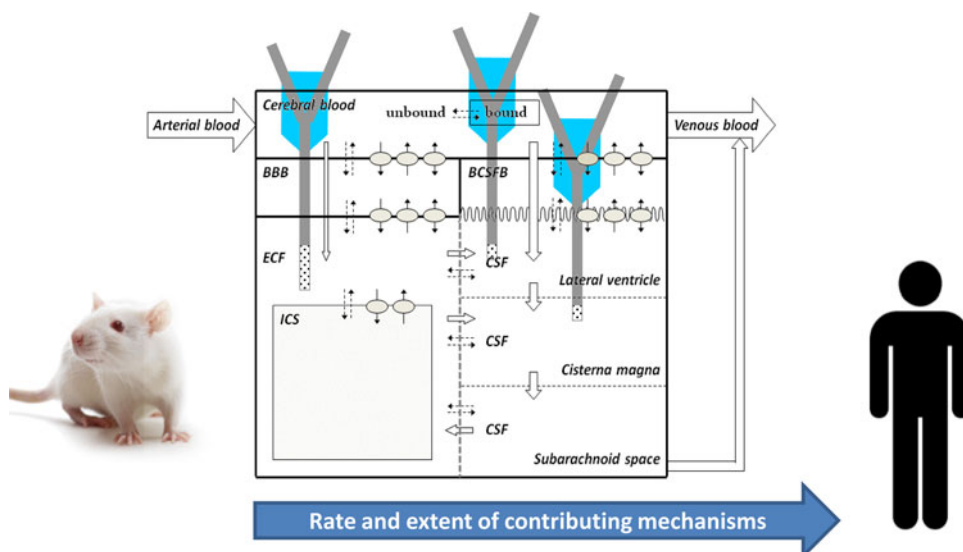 Cerebral blood
unbound bound
Arterial blood
Venous blood
BBB
BCSFB
ECF
CSF
Lateral ventricle
ICS
CSF
Cisterna magna
CSF
Subarachnoid space
Rate and extent of contributing mechanisms